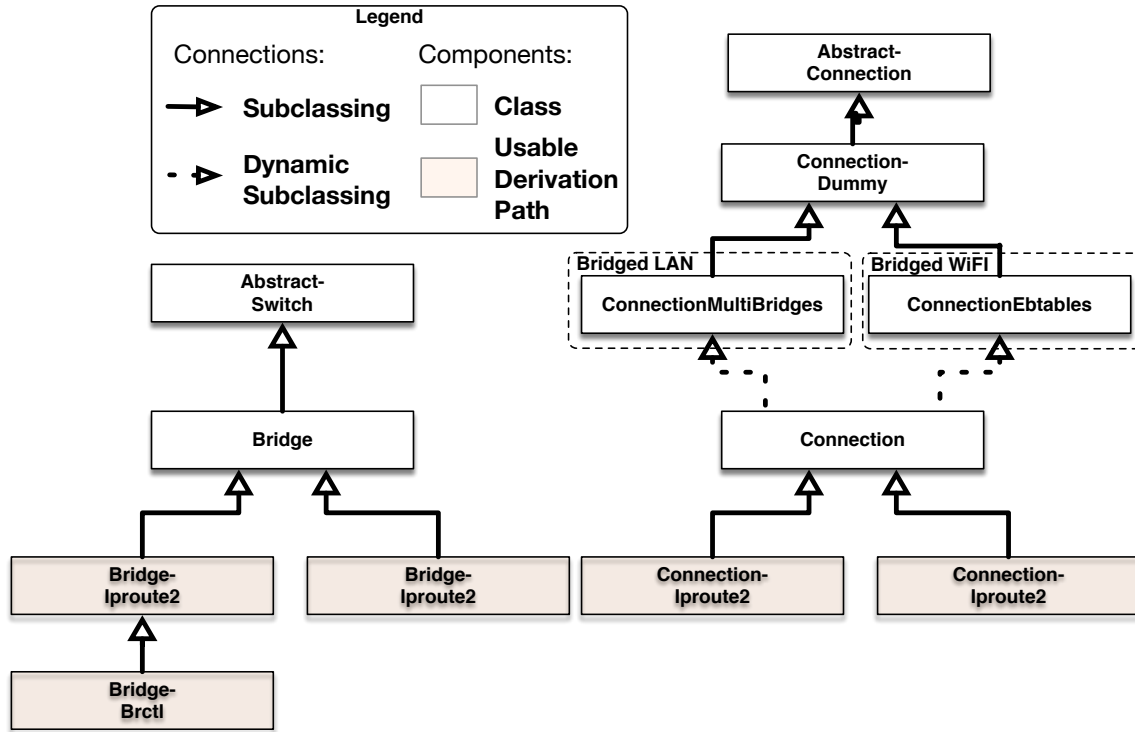 Legend
Connections:
Components:
Subclassing
Class
Dynamic
Subclassing
Usable
Derivation
Path
Abstract-
Connection
Connection-
Dummy
Bridged LAN
ConnectionMultiBridges
Bridged WiFI
ConnectionEbtables
Abstract-
Switch
Bridge
Connection
Bridge-
Iproute2
Bridge-
Iproute2
Connection-
Iproute2
Connection-
Iproute2
Bridge-
Brctl